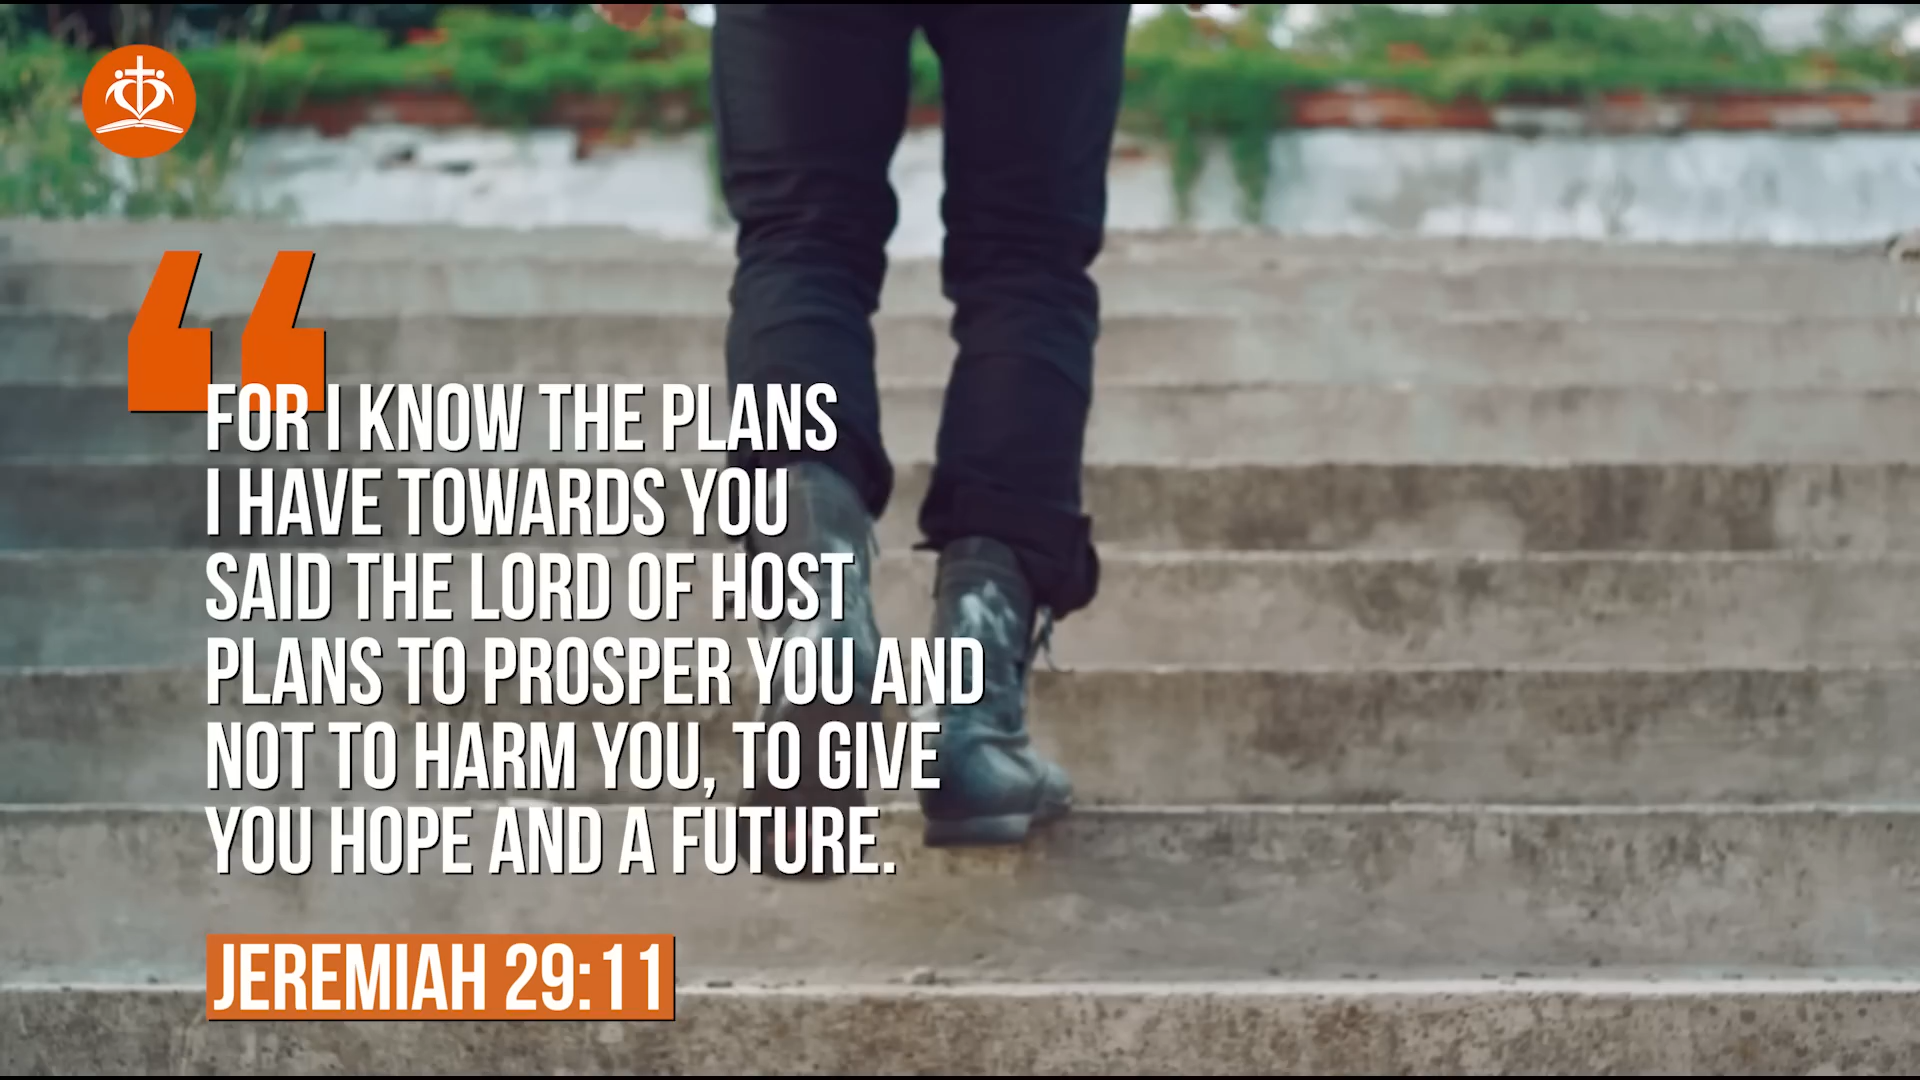 FOR I KNOW THE PLANS
I HAVE TOWARDS YOU
SAID THE LORD OF HOST
PLANS TO PROSPER YOU AND
NOT TO HARM YOU, TO GIVE
YOU HOPE AND A FUTURE.
JEREMIAH 29:11